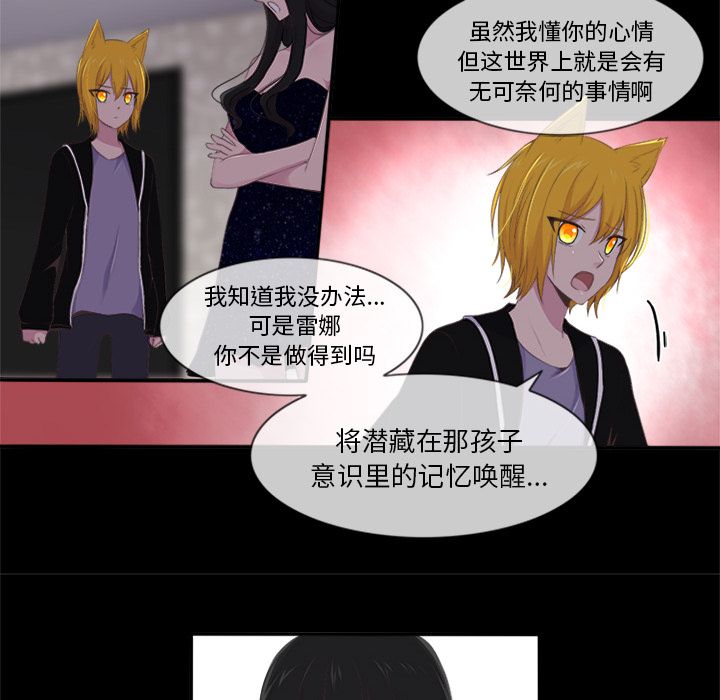 虽然我懂你的心情
但这世界上就是会有
无可奈何的事情啊
我知道我没办法...
可是雷娜
你不是做得到吗
将潜藏在那孩子
意识里的记忆唤醒...